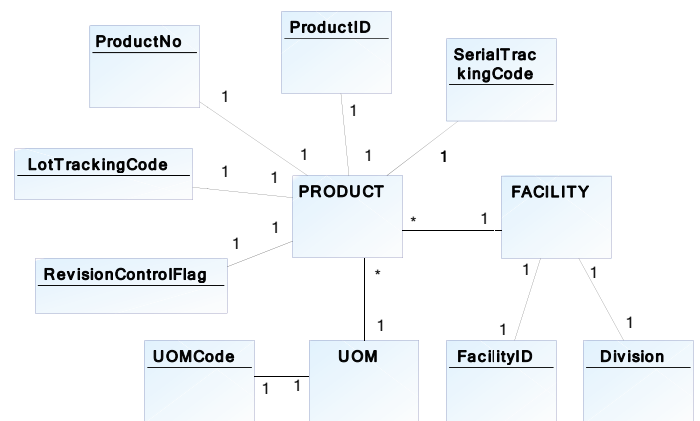 ProductID
ProductNo
SerialTrac
kingCode
1
1
1
1
1
LotTrackingCode
1
1
PRODUCT
FACILITY
*
1
1
1
RevisionControlFlag
*
1
1
1
1
1
UOMCode
UOM
FacilityID
Division
1
1